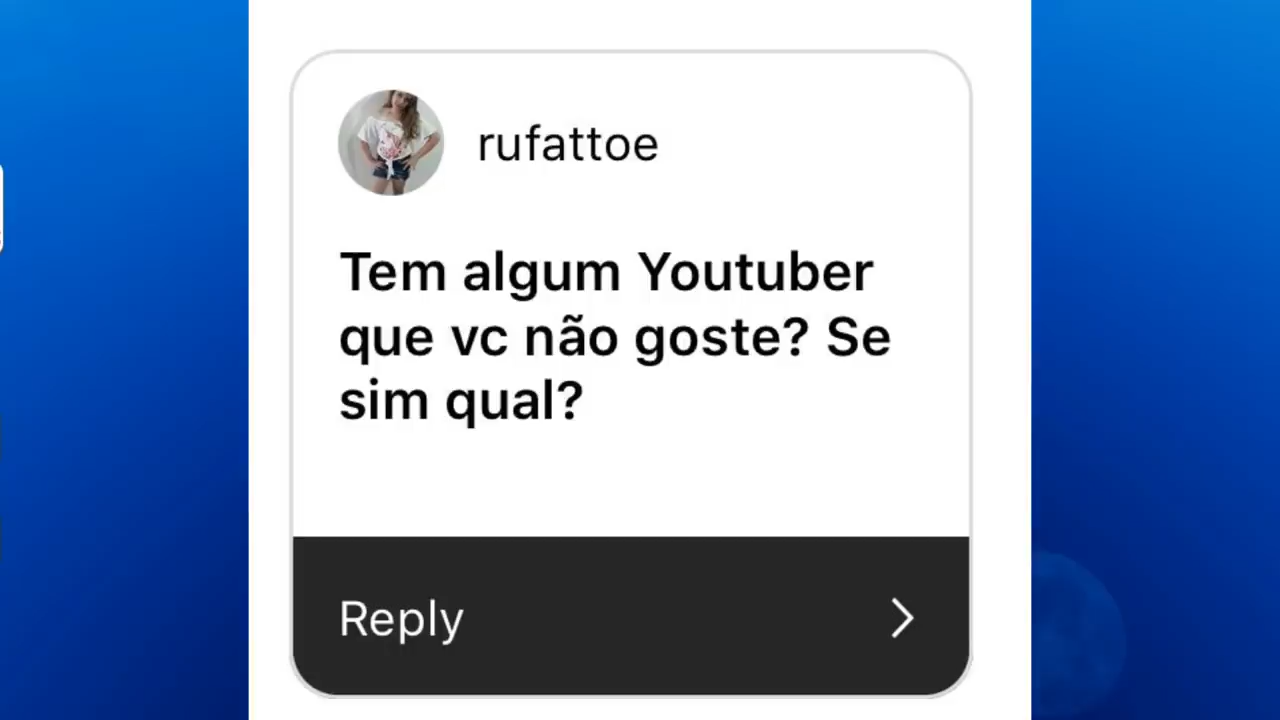 rufattoe
Tem algum Youtuber
que vc não goste? Se
sim qual?
Reply